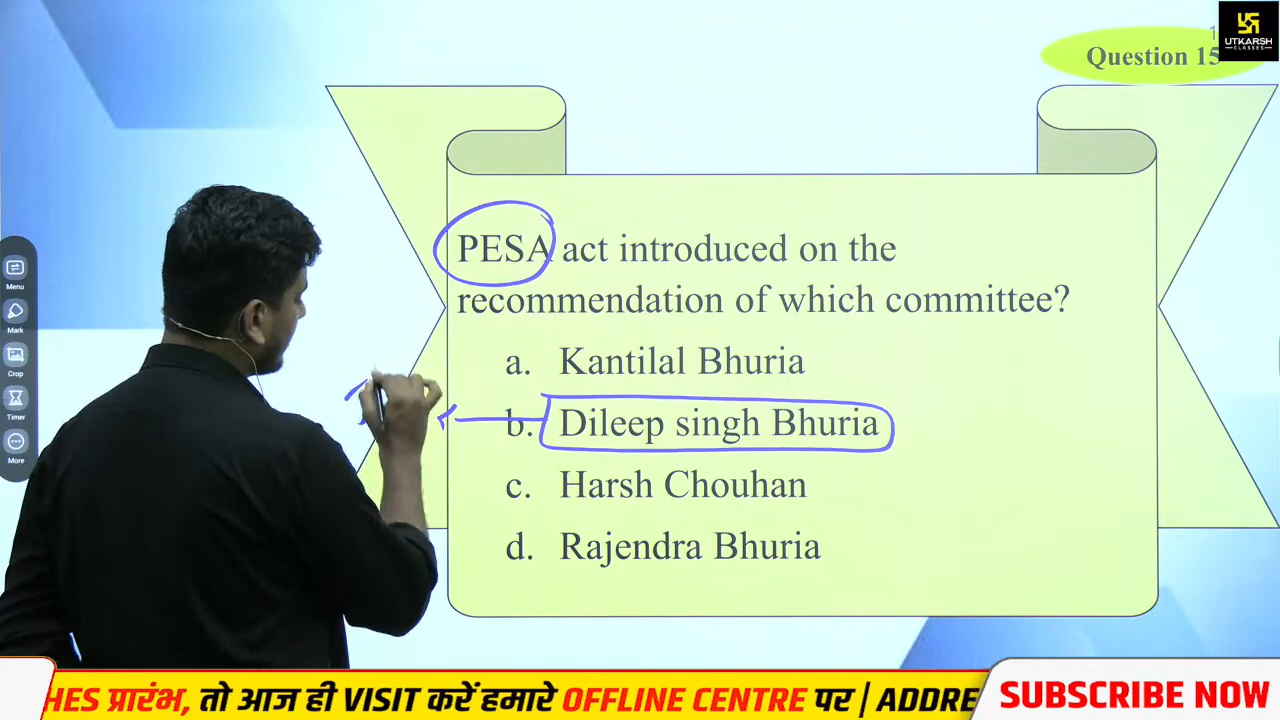 UTKARSH
CLASSES
Question 15
PESA act introduced on the
recommendation of which committee?
a. Kantilal Bhuria
b. Dileep singh Bhuria
c. Harsh Chouhan
d. Rajendra Bhuria
Menu
Mark
Crop
Timer
More
HES प्रारंभ, तो आज ही VISIT करें हमारे OFFLINE CENTRE पर | ADDRE
SUBSCRIBE NOW